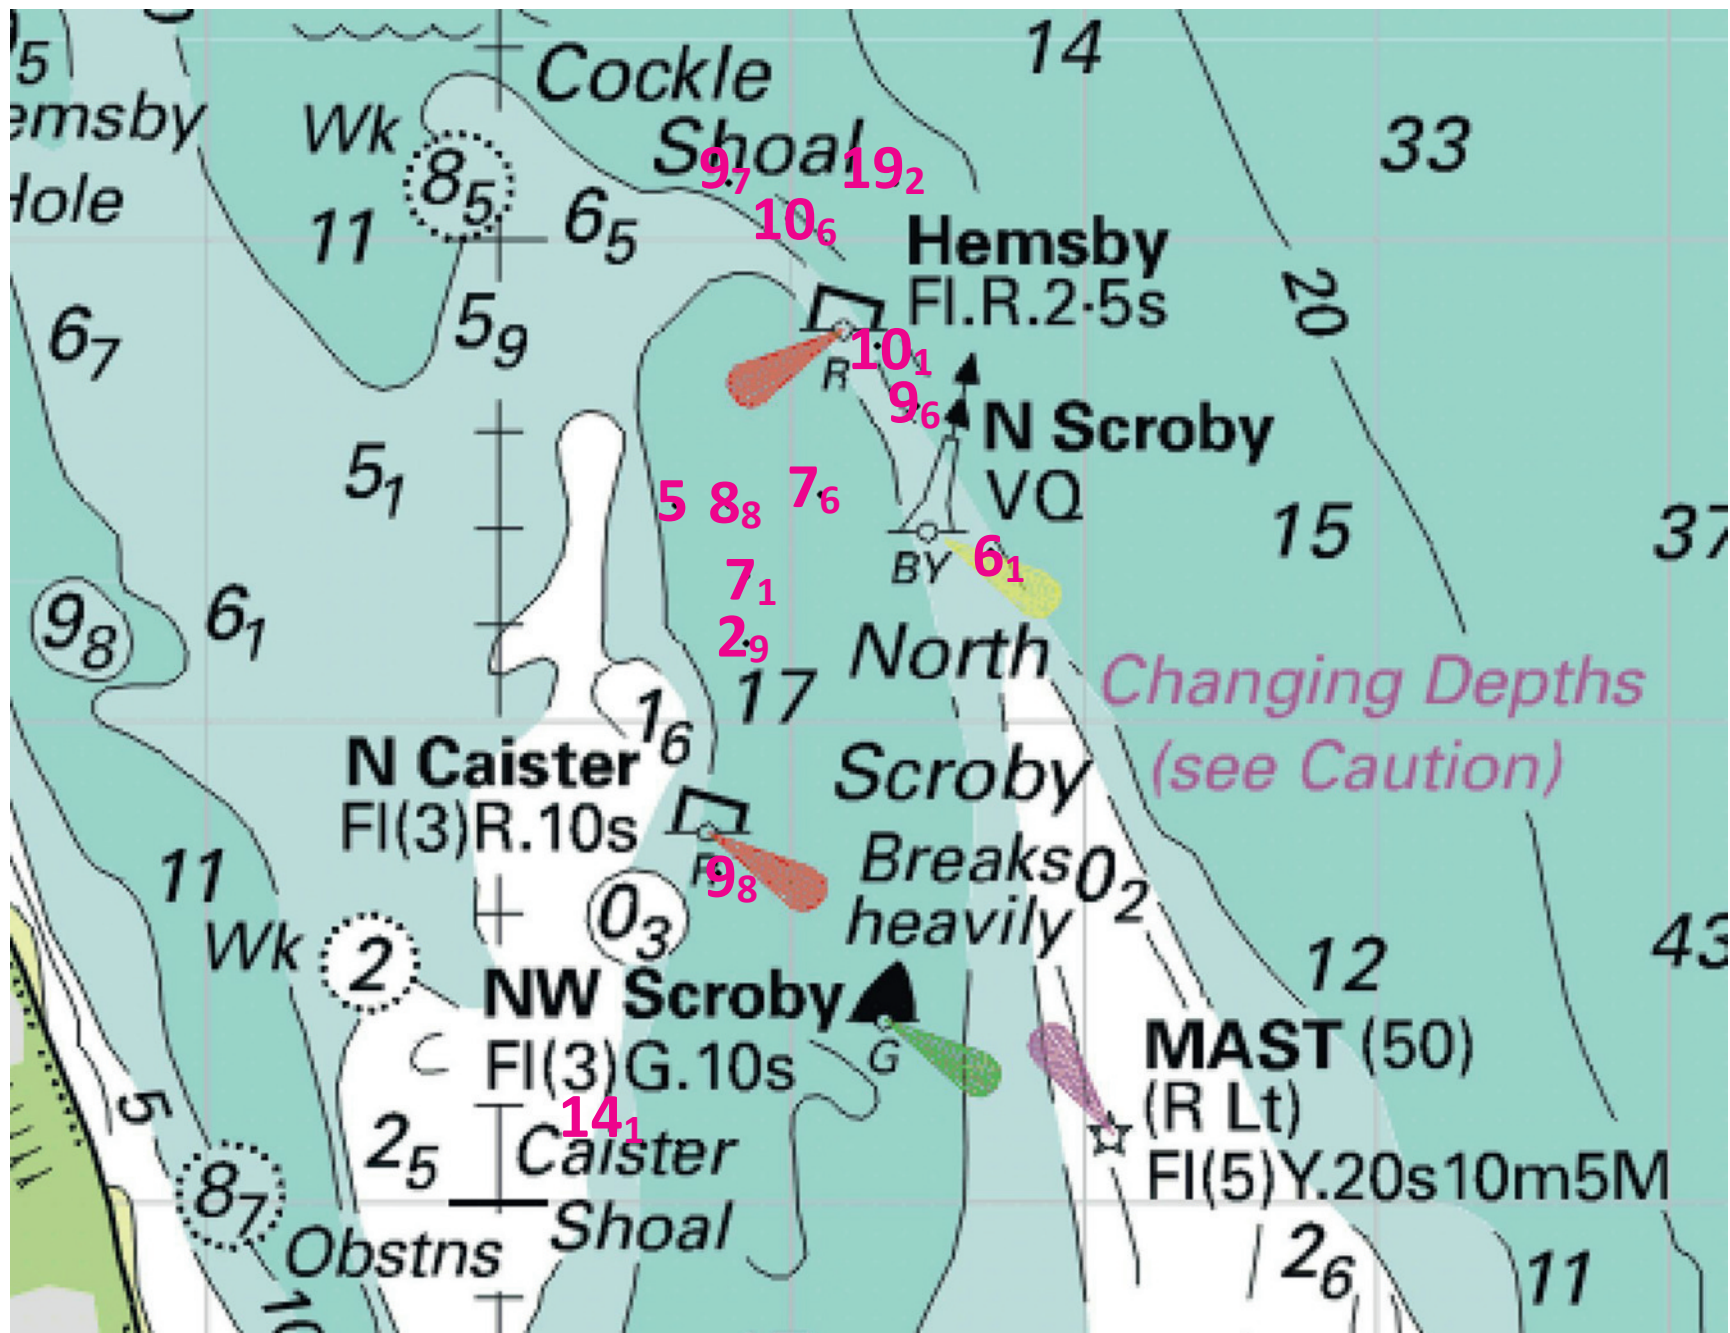 5
14
Cockle
33
emsby
Wk
Shoal
9₇
19₂
8₅
Hole
11
6₅
10₆
Hemsby
Fl.R.2·5s
20
6₇
5₉
R
10₁
9₆
N Scroby
VQ
5₁
5
8₈
7₆
15
37
BY
6₁
7₁
9₈
6₁
2₉
North
17
Changing Depths
(see Caution)
1₆
N Caister
Fl(3)R.10s
Scroby
11
R
9₈
Breaks
heavily
0₂
0₃
Wk
2
12
43
NW Scroby
Fl(3)G.10s
G
MAST (50)
(R Lt)
Fl(5)Y.20s10m5M
5
14₁
2₅
Caister
Shoal
8₇
Obstns
2₆
11
10